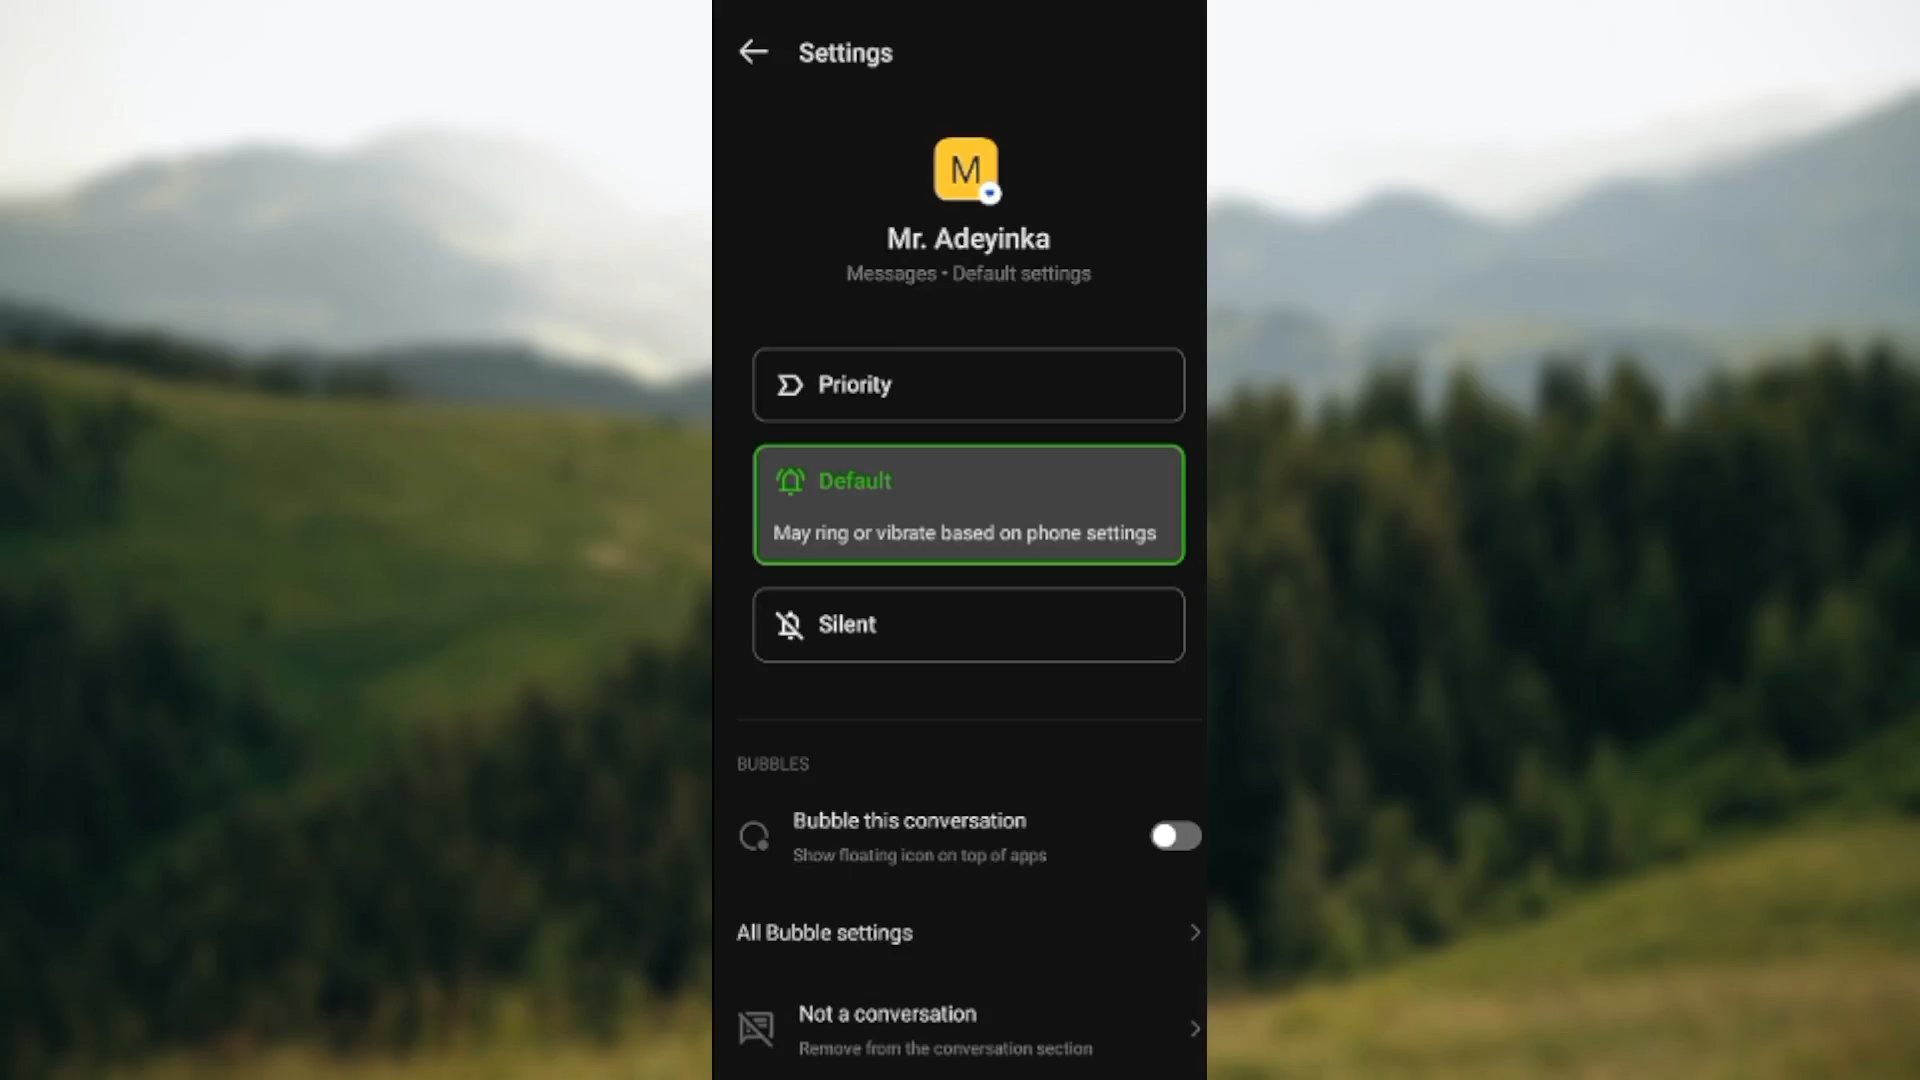 Settings
M
Mr. Adeyinka
Messages • Default settings
Priority
Default
May ring or vibrate based on phone settings
Silent
BUBBLES
Bubble this conversation
Show floating icon on top of apps
All Bubble settings
Not a conversation
Remove from the conversation section